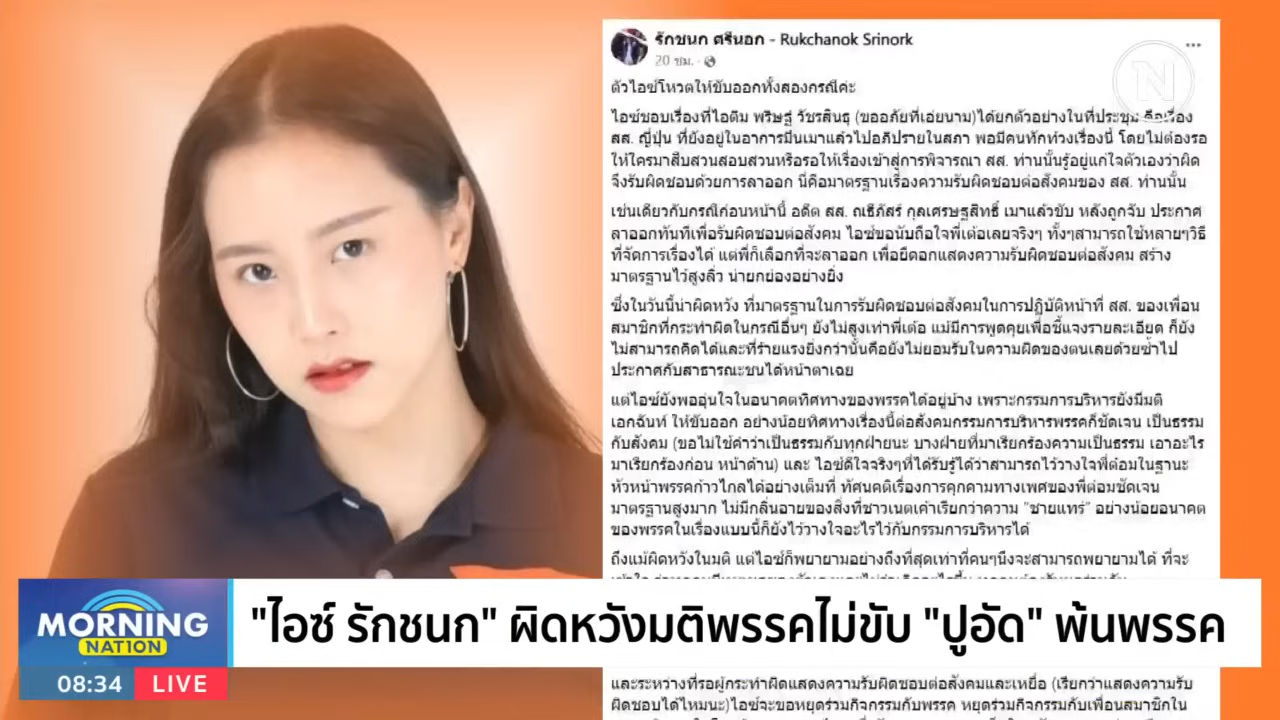 รักชนก ศรีนอก - Rukchanok Srinork
20 ชม.
ตัวไอซ์โหวตให้ขับออกทั้งสองกรณีค่ะ
ไอซ์ชอบเรื่องที่ไอติม พริษฐ์ วัชรสินธุ (ขออภัยที่เอ่ยนาม)ได้ยกตัวอย่างในที่ประชุม คือเรื่อง
สส. ญี่ปุ่น ที่ยังอยู่ในอาการมึนเมาแล้วไปอภิปรายในสภา พอมีคนทักท้วงเรื่องนี้ โดยไม่ต้องรอ
ให้ใครมาสืบสวนสอบสวนหรือรอให้เรื่องเข้าสู่การพิจารณา สส. ท่านนั้นรู้อยู่แก่ใจตัวเองว่าผิด
จึงรับผิดชอบด้วยการลาออก นี่คือมาตรฐานเรื่องความรับผิดชอบต่อสังคมของ สส. ท่านนั้น
เช่นเดียวกับกรณีก่อนหน้านี้ อดีต สส. ณธีภัสร์ กุลเศรษฐสิทธิ์ เมาแล้วขับ หลังถูกจับ ประกาศ
ลาออกทันทีเพื่อรับผิดชอบต่อสังคม ไอซ์ขอนับถือใจพี่เต้อเลยจริงๆ ทั้งๆสามารถใช้หลายๆวิธี
ที่จัดการเรื่องได้ แต่พี่ก็เลือกที่จะลาออก เพื่อยืดอกแสดงความรับผิดชอบต่อสังคม สร้าง
มาตรฐานไว้สูงลิ่ว น่ายกย่องอย่างยิ่ง
ซึ่งในวันนี้น่าผิดหวัง ที่มาตรฐานในการรับผิดชอบต่อสังคมในการปฏิบัติหน้าที่ สส. ของเพื่อน
สมาชิกที่กระทำผิดในกรณีอื่นๆ ยังไม่สูงเท่าพี่เต้อ แม้มีการพูดคุยเพื่อชี้แจงรายละเอียด ก็ยัง
ไม่สามารถคิดได้และที่ร้ายแรงยิ่งกว่านั้นคือยังไม่ยอมรับในความผิดของตนเลยด้วยซ้ำไป
ประกาศกับสาธารณะชนได้หน้าตาเฉย
แต่ไอซ์ยังพออุ่นใจในอนาคตทิศทางของพรรคได้อยู่บ้าง เพราะกรรมการบริหารยังมีมติ
เอกฉันท์ ให้ขับออก อย่างน้อยทิศทางเรื่องนี้ต่อสังคมกรรมการบริหารพรรคก็ชัดเจน เป็นธรรม
กับสังคม (ขอไม่ใช้คำว่าเป็นธรรมกับทุกฝ่ายนะ บางฝ่ายที่มาเรียกร้องความเป็นธรรม เอาอะไร
มาเรียกร้องก่อน หน้าด้าน) และ ไอซ์ดีใจจริงๆที่ได้รับรู้ได้ว่าสามารถไว้วางใจพี่ต๋อมในฐานะ
หัวหน้าพรรคก้าวไกลได้อย่างเต็มที่ ทัศนคติเรื่องการคุกคามทางเพศของพี่ต๋อมชัดเจน
มาตรฐานสูงมาก ไม่มีกลิ่นอายของสิ่งที่ชาวเนตเค้าเรียกว่าความ "ชายแทร่" อย่างน้อยอนาคต
ของพรรคในเรื่องแบบนี้ก็ยังไว้วางใจอะไรไว้กับกรรมการบริหารได้
ถึงแม้ผิดหวังในมติ แต่ไอซ์ก็พยายามอย่างถึงที่สุดเท่าที่คนๆนึงจะสามารถพยายามได้ ที่จะ
"ไอซ์ รักชนก" ผิดหวังมติพรรคไม่ขับ "ปูอัด" พ้นพรรค
MORNING
NATION
08:34 LIVE
และระหว่างที่รอผู้กระทำผิดแสดงความรับผิดชอบต่อสังคมและเหยื่อ (เรียกว่าแสดงความรับ
ผิดชอบได้ไหมนะ)ไอซ์จะขอหยุดร่วมกิจกรรมกับพรรค หยุดร่วมกิจกรรมกับเพื่อนสมาชิกใน